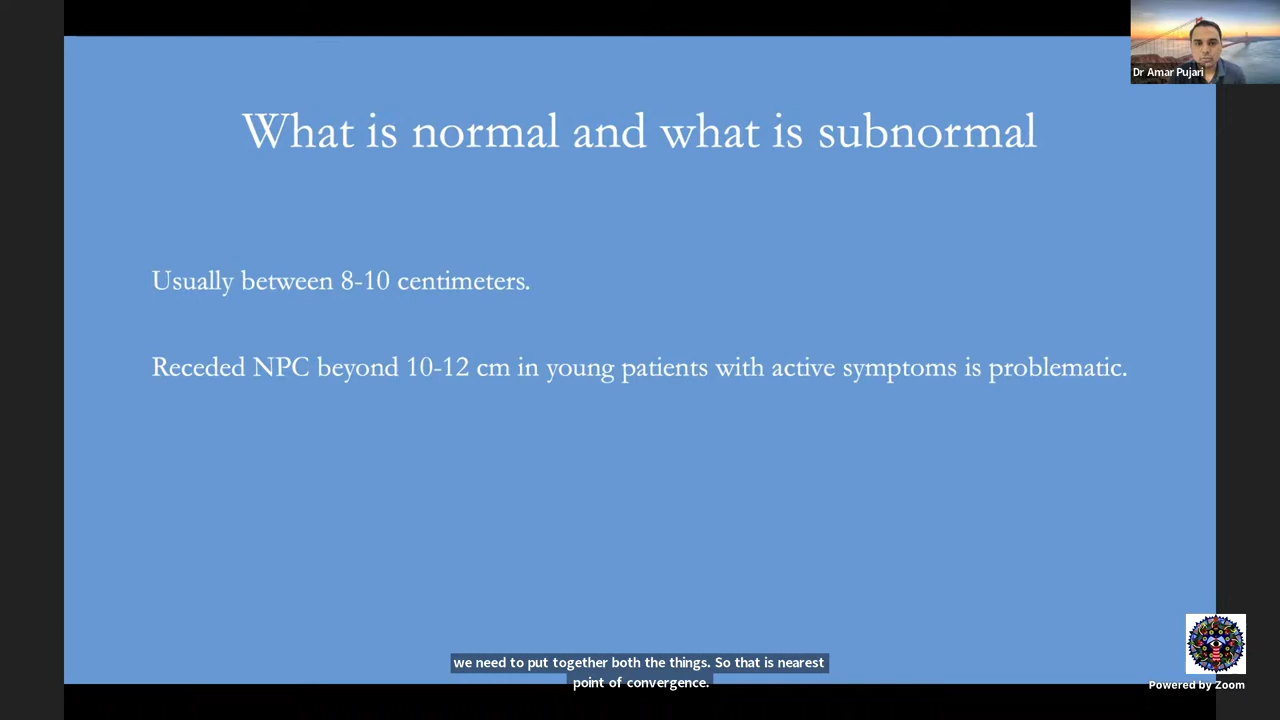 Dr Amar Pujari
What is normal and what is subnormal
Usually between 8-10 centimeters.
Receded NPC beyond 10-12 cm in young patients with active symptoms is problematic.
we need to put together both the things. So that is nearest
point of convergence.
Powered by Zoom